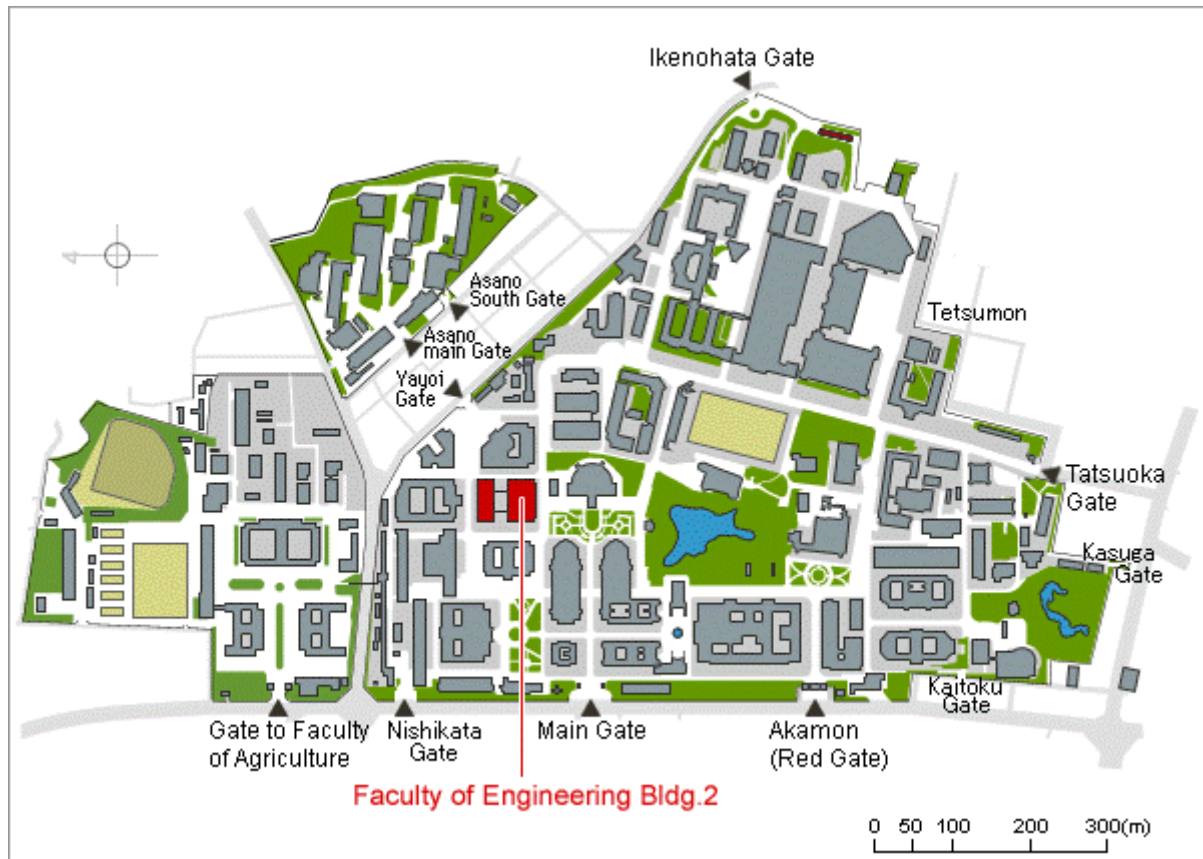 Ikenohata Gate
Asano
South Gate
Asano
main Gate
Yayoi
Gate
Tetsumon
Tatsuoka
Gate
Kasuga
Gate
Kaitoku
Gate
Gate to Faculty
of Agriculture
Nishikata
Gate
Main Gate
Akamon
(Red Gate)
Faculty of Engineering Bldg.2
0 50 100 200 300(m)